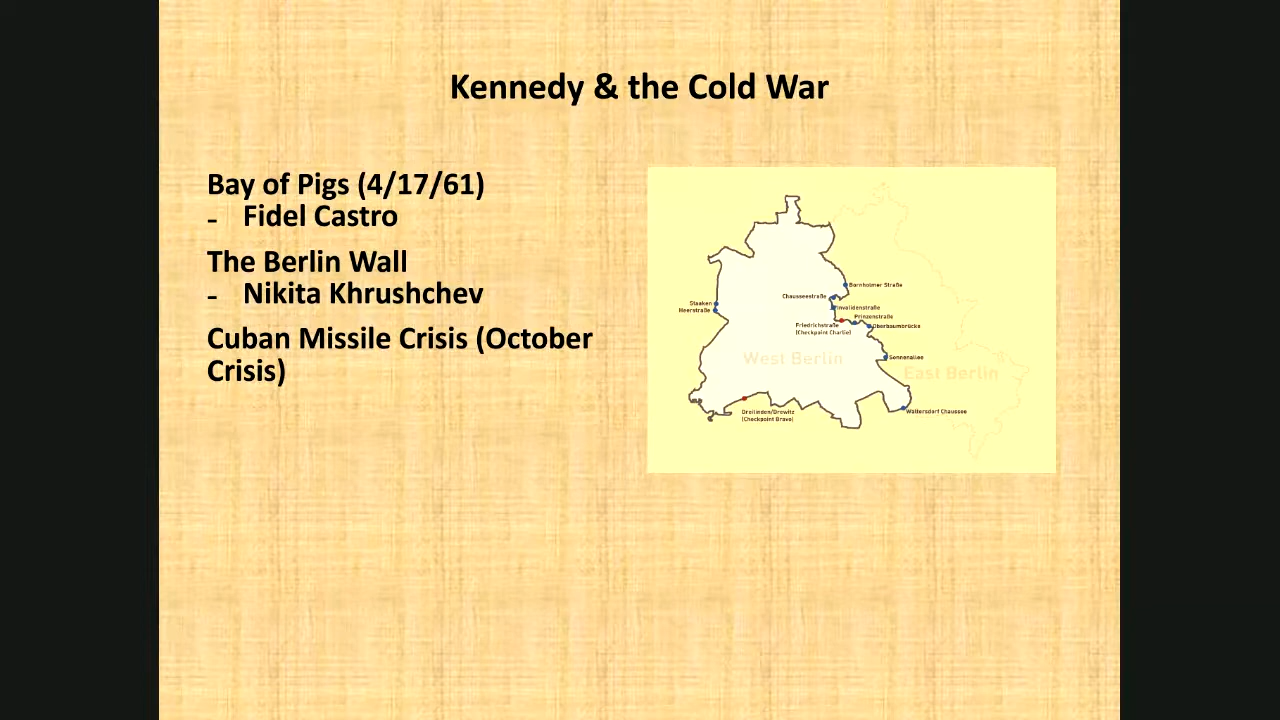 Kennedy & the Cold War
Bay of Pigs (4/17/61)
- Fidel Castro
The Berlin Wall
- Nikita Khrushchev
Cuban Missile Crisis (October
Crisis)
Bornholmer Straße
Chausseestraße
Invalidenstraße
Staaken
Heerstraße
Prinzenstraße
Friedrichstraße
(Checkpoint Charlie)
Oberbaumbrücke
West Berlin
Sonnenallee
East Berlin
Dreilinden/Drewitz
(Checkpoint Bravo)
Waltersdorf Chaussee